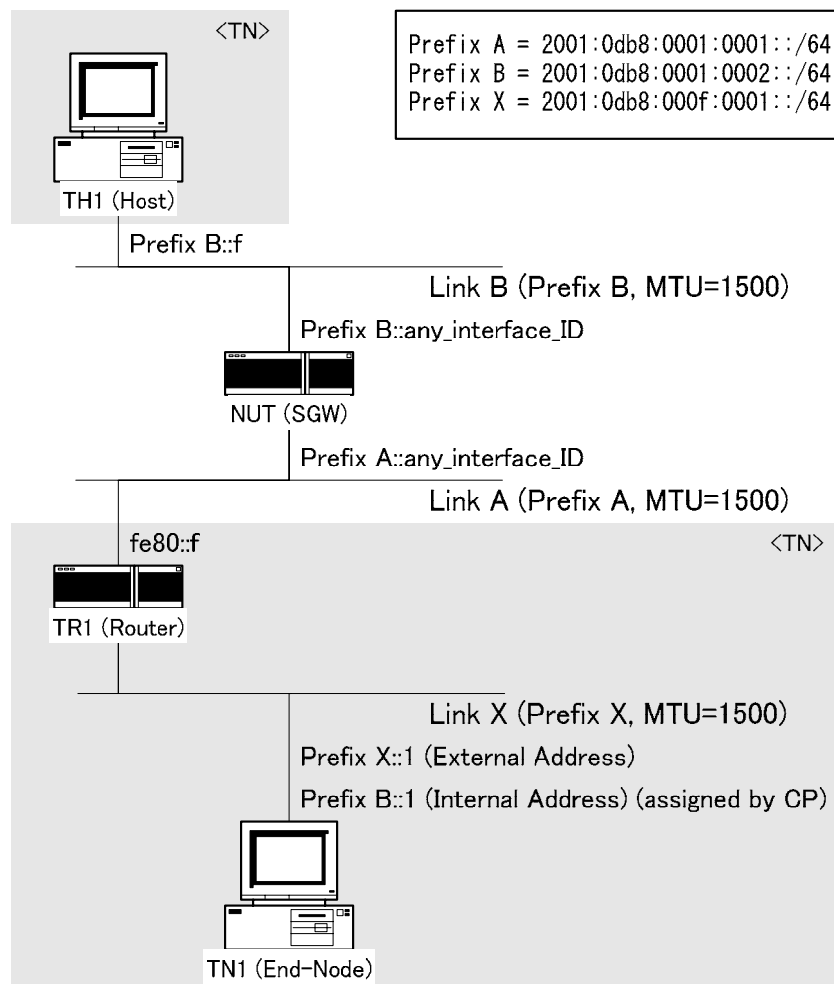 <TN>
Prefix A = 2001:0db8:0001:0001::/64
Prefix B = 2001:0db8:0001:0002::/64
Prefix X = 2001:0db8:000f:0001::/64
TH1 (Host)
Prefix B::f
Link B (Prefix B, MTU=1500)
Prefix B::any_interface_ID
NUT (SGW)
Prefix A::any_interface_ID
Link A (Prefix A, MTU=1500)
fe80::f
<TN>
TR1 (Router)
Link X (Prefix X, MTU=1500)
Prefix X::1 (External Address)
Prefix B::1 (Internal Address) (assigned by CP)
TN1 (End-Node)